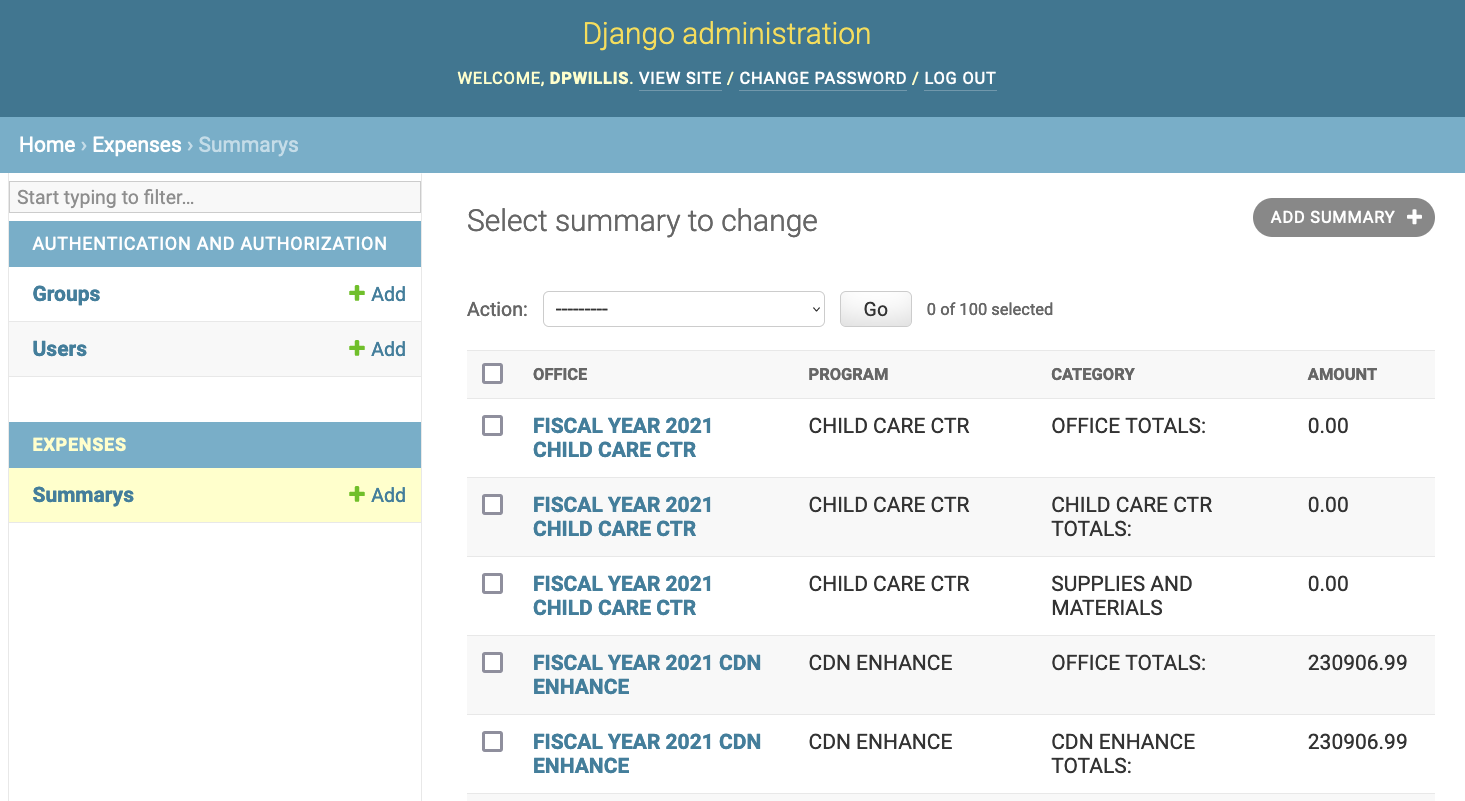 Django administration
WELCOME, DPWILLIS. VIEW SITE / CHANGE PASSWORD / LOG OUT
Home › Expenses › Summarys
Start typing to filter...
AUTHENTICATION AND AUTHORIZATION
Groups + Add
Users + Add
EXPENSES
Summarys + Add
Select summary to change
ADD SUMMARY +
Action: --------- Go 0 of 100 selected
OFFICE PROGRAM CATEGORY AMOUNT
FISCAL YEAR 2021 CHILD CARE CTR OFFICE TOTALS: 0.00
CHILD CARE CTR
FISCAL YEAR 2021 CHILD CARE CTR CHILD CARE CTR 0.00
CHILD CARE CTR TOTALS:
FISCAL YEAR 2021 CHILD CARE CTR SUPPLIES AND 0.00
CHILD CARE CTR MATERIALS
FISCAL YEAR 2021 CDN CDN ENHANCE OFFICE TOTALS: 230906.99
ENHANCE
FISCAL YEAR 2021 CDN CDN ENHANCE CDN ENHANCE 230906.99
ENHANCE TOTALS: